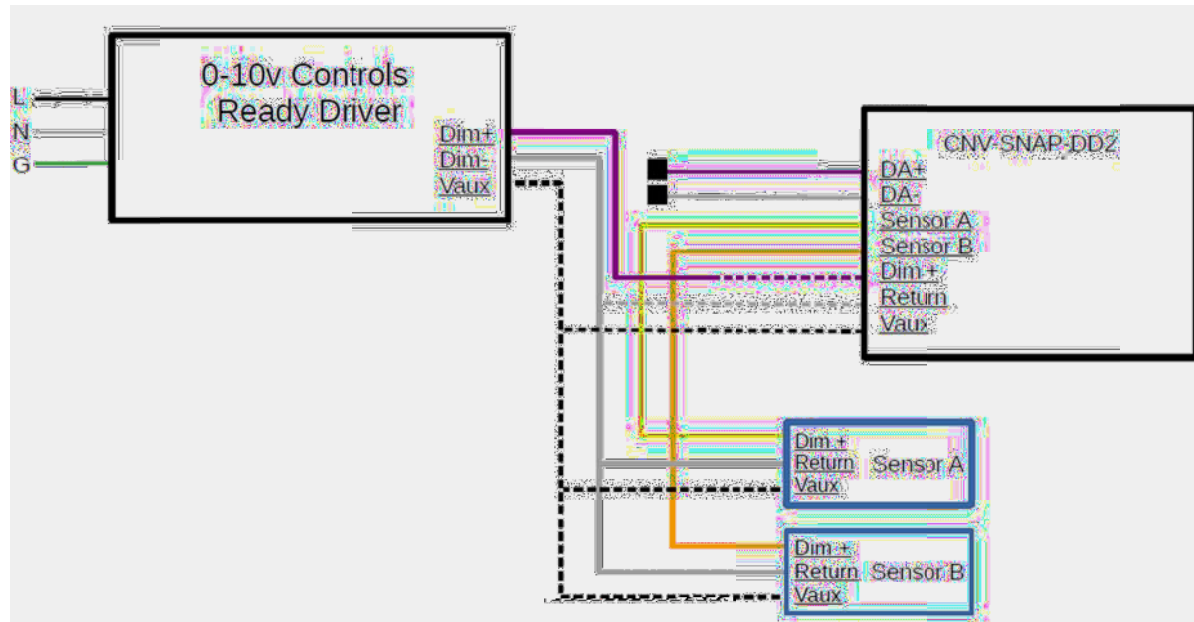 0-10v Controls
Ready Driver
L
N
G
Dim+
Dim-
Vaux
CNV-SNAP-DD2
DA+
DA-
Sensor A
Sensor B
Dim +
Return
Vaux
Dim +
Return
Vaux
Sensor A
Dim +
Return
Vaux
Sensor B